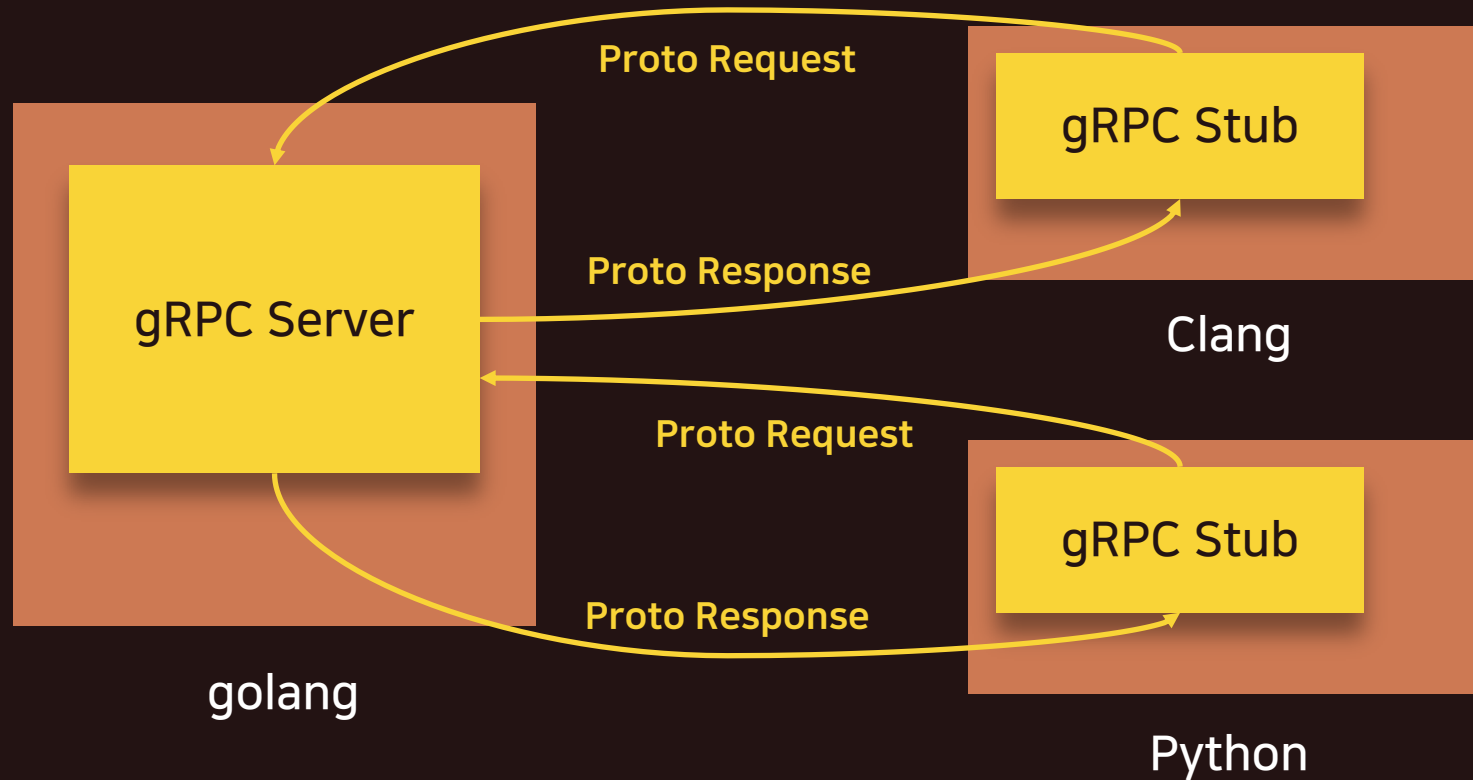 Proto Request
gRPC Stub
Proto Response
gRPC Server
Clang
Proto Request
gRPC Stub
Proto Response
golang
Python